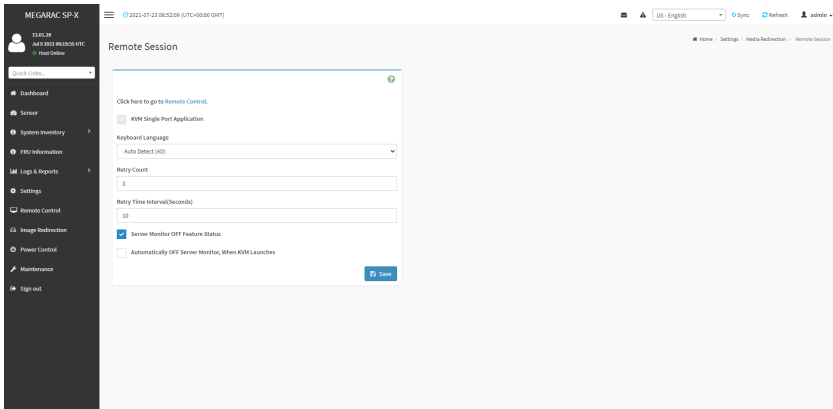 MEGARAC SP-X
2021-07-23 08:52:09 (UTC+00:00 GMT)
US - English
Sync
Refresh
admin
13.01.28
Jul 9 2021 06:19:35 UTC
Host Online
Quick Links..
Dashboard
Sensor
System Inventory
FRU Information
Logs & Reports
Settings
Remote Control
Image Redirection
Power Control
Maintenance
Sign out
Remote Session
Home > Settings > Media Redirection > Remote Session
Click here to go to Remote Control.
KVM Single Port Application
Keyboard Language
Auto Detect (AD)
Retry Count
3
Retry Time Interval(Seconds)
10
Server Monitor OFF Feature Status
Automatically OFF Server Monitor, When KVM Launches
Save